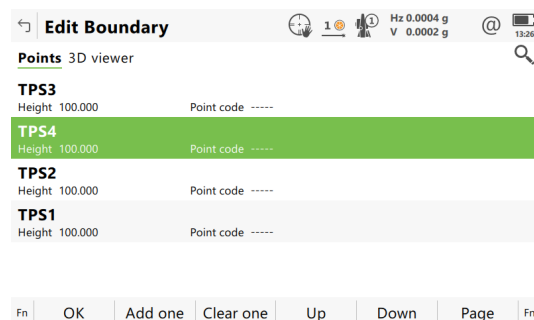 Edit Boundary
1
1
Hz 0.0004 g
V 0.0002 g
@
13:26
Points 3D viewer
TPS3
Height 100.000 Point code -----
TPS4
Height 100.000 Point code -----
TPS2
Height 100.000 Point code -----
TPS1
Height 100.000 Point code -----
Fn OK Add one Clear one Up Down Page Fn